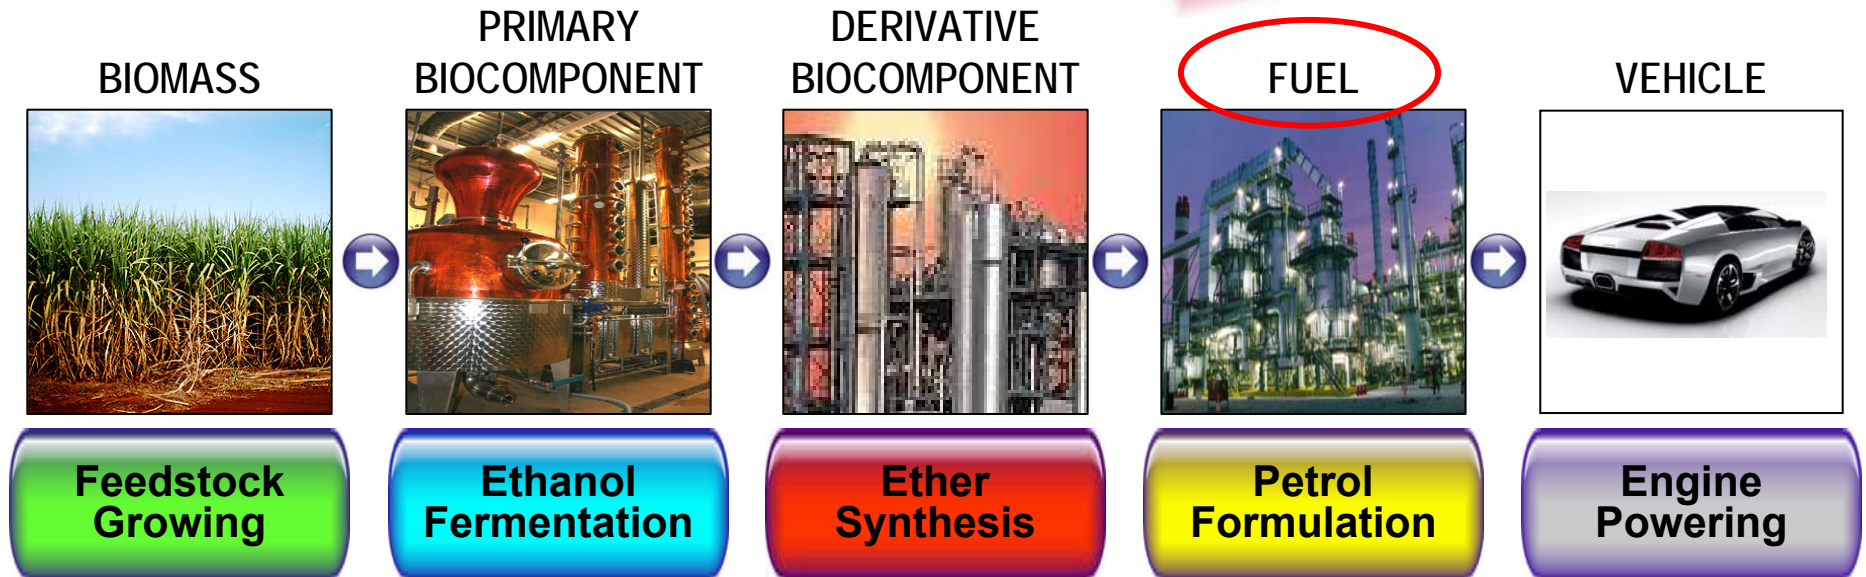 BIOMASS
PRIMARY
BIOCOMPONENT
DERIVATIVE
BIOCOMPONENT
FUEL
VEHICLE
Feedstock
Growing
Ethanol
Fermentation
Ether
Synthesis
Petrol
Formulation
Engine
Powering